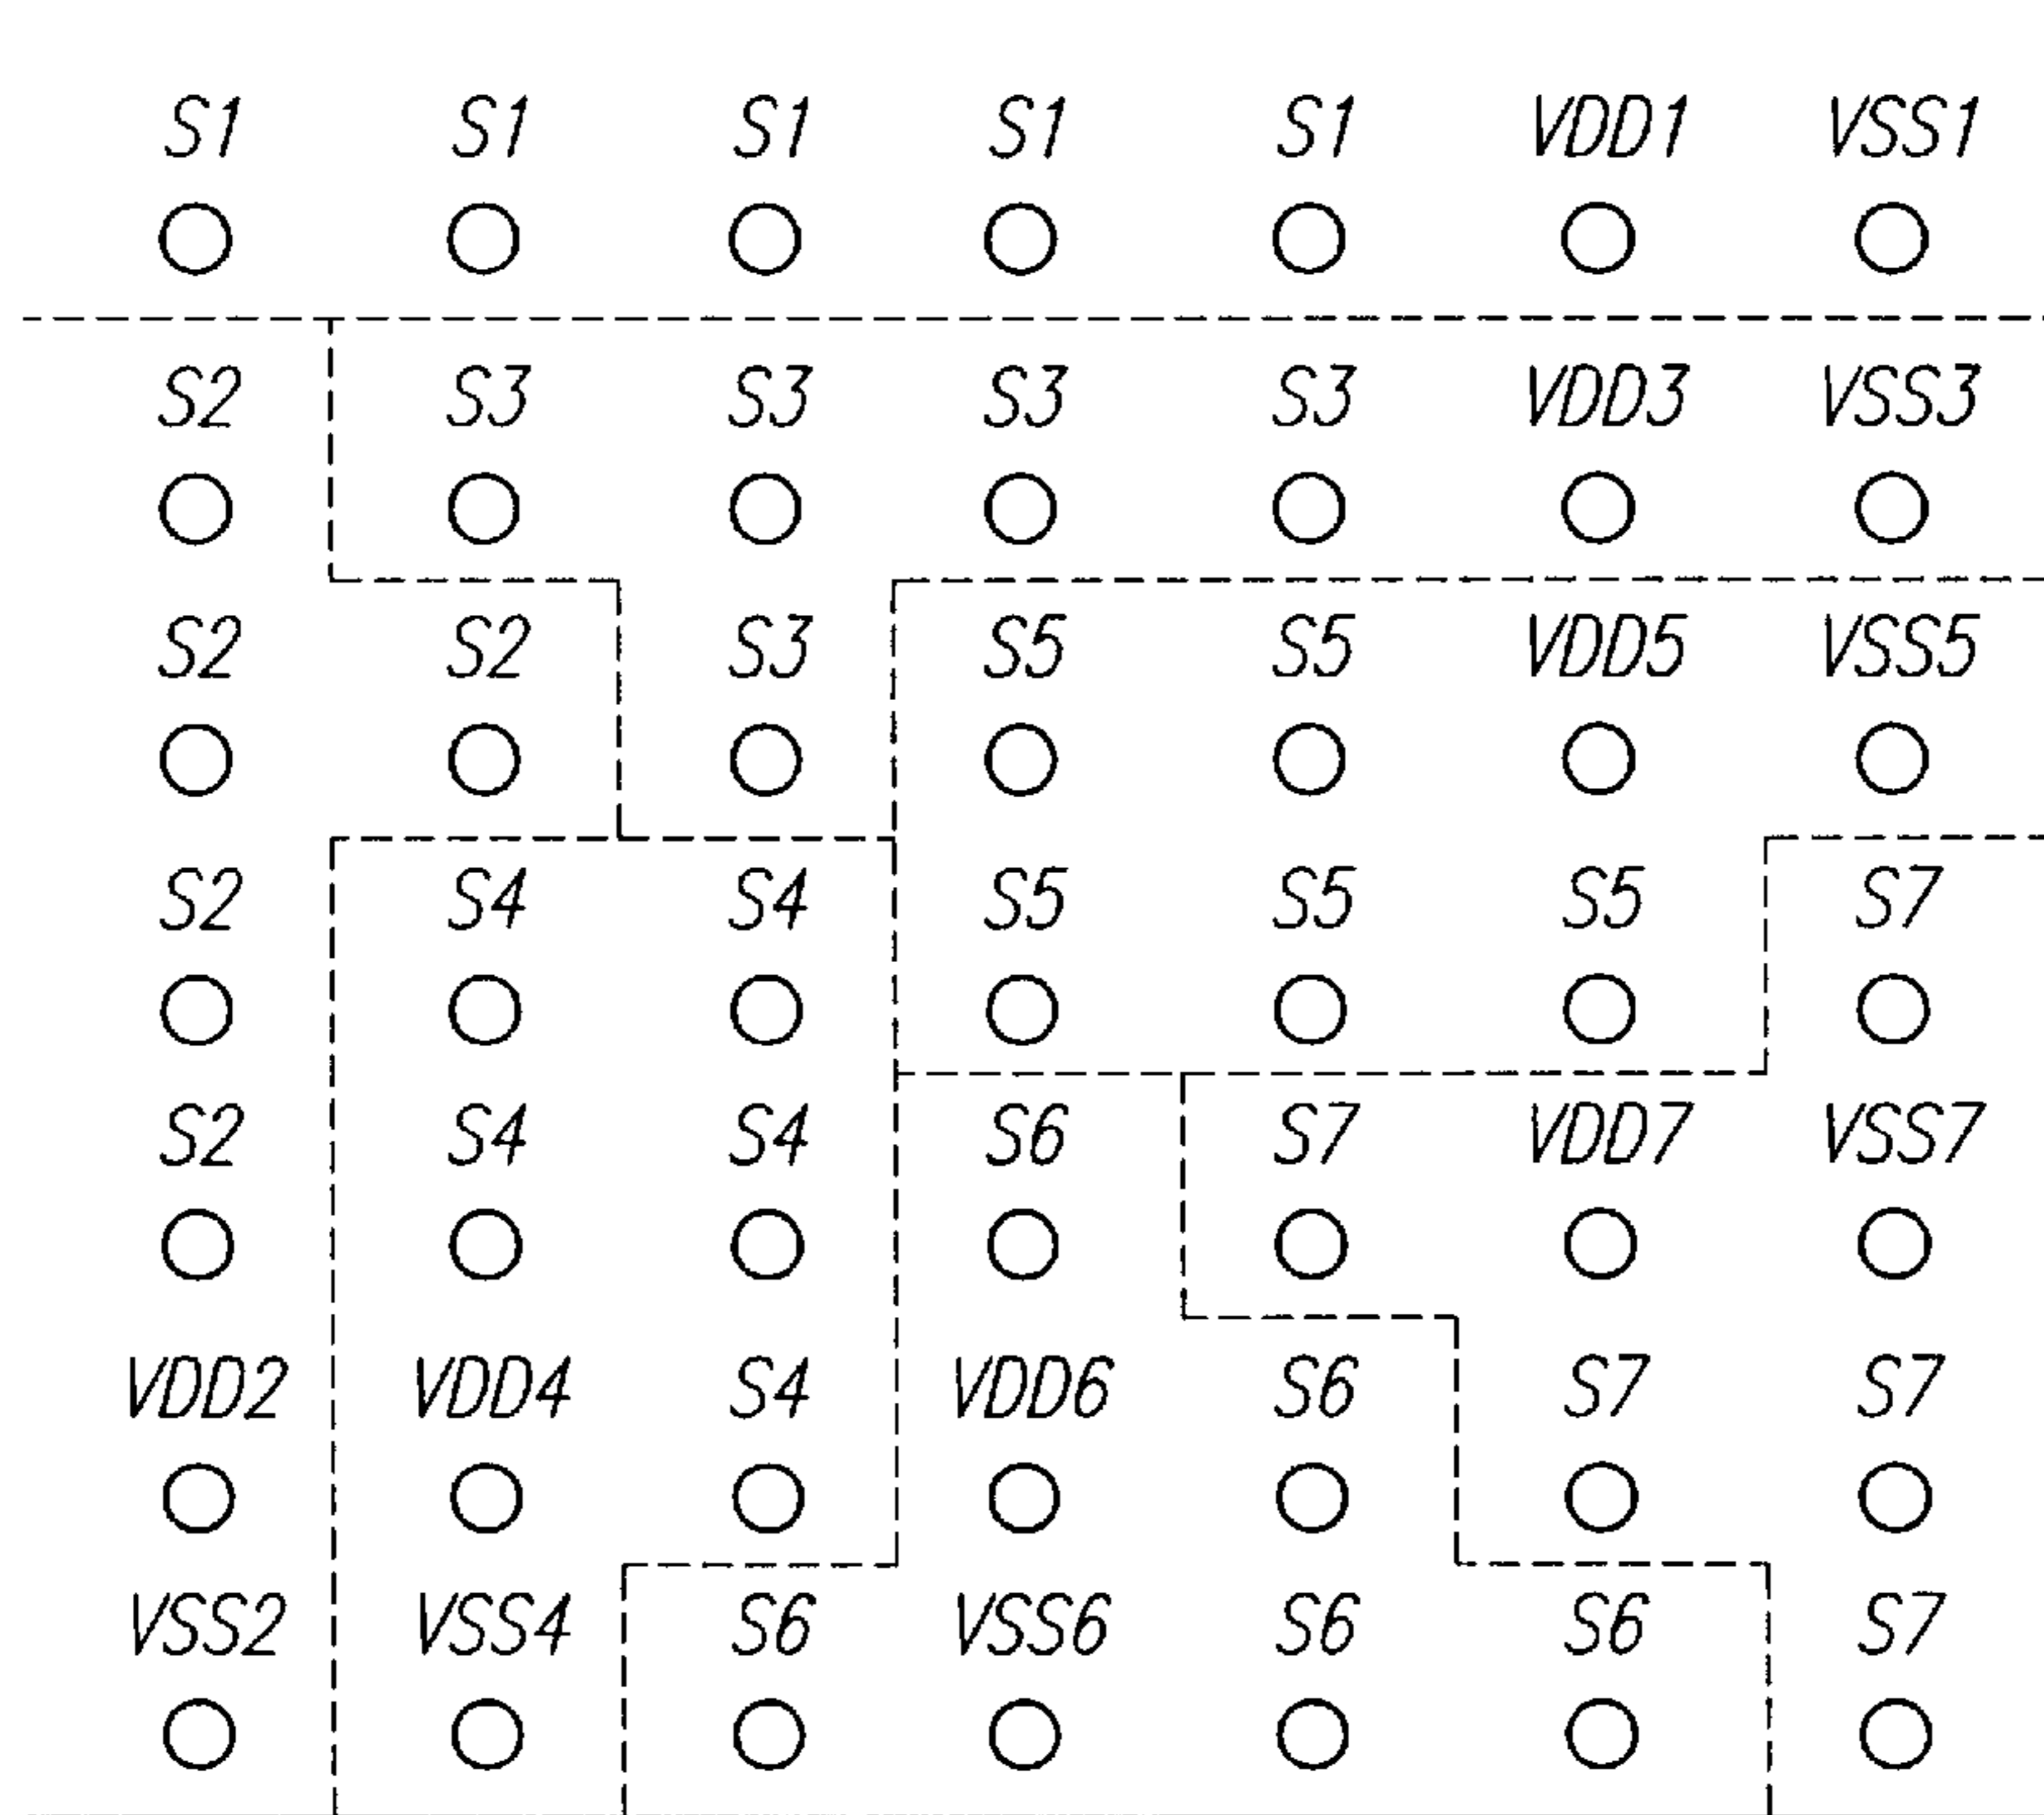 S1 S1 S1 S1 S1 VDD1 VSS1
S2 S3 S3 S3 S3 VDD3 VSS3
S2 S2 S3 S5 S5 VDD5 VSS5
S2 S4 S4 S5 S5 S5 S7
S2 S4 S4 S6 S7 VDD7 VSS7
VDD2 VDD4 S4 VDD6 S6 S7 S7
VSS2 VSS4 S6 VSS6 S6 S6 S7